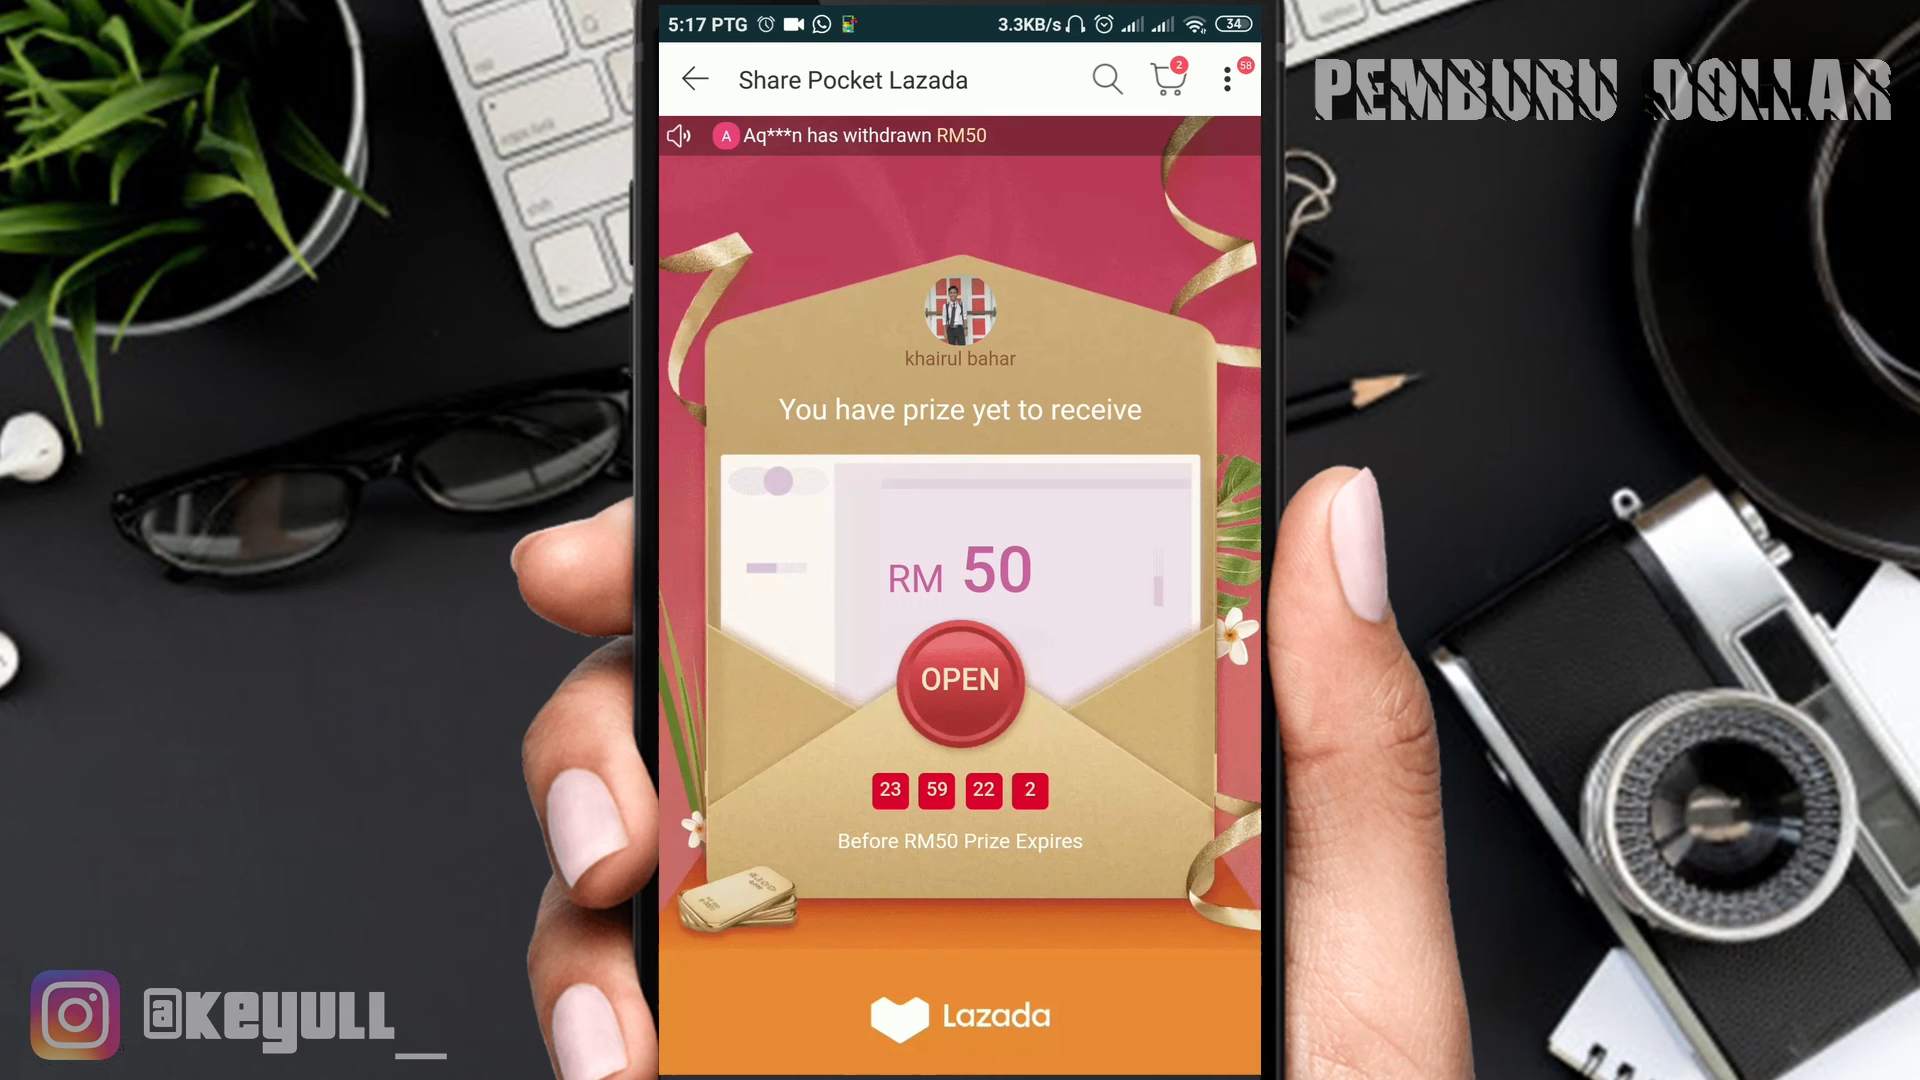 5:17 PTG
3.3KB/s
34
Share Pocket Lazada
2
58
PEMBURU DOLLAR
A Aq***n has withdrawn RM50
khairul bahar
You have prize yet to receive
RM 50
OPEN
23 59 22 2
Before RM50 Prize Expires
Lazada
@keyull__